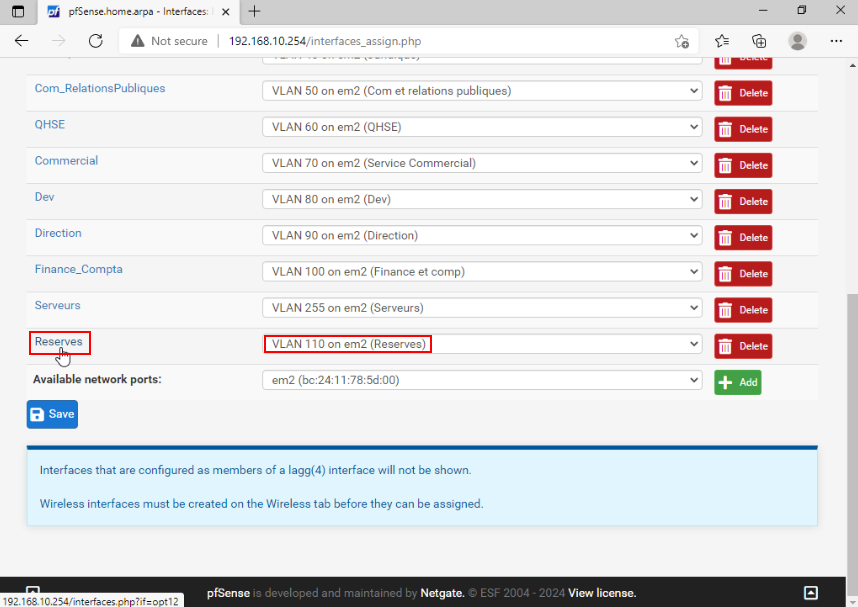 pfSense.home.arpa - Interfaces:
Not secure
192.168.10.254/interfaces_assign.php
Delete
Com_RelationsPubliques
VLAN 50 on em2 (Com et relations publiques)
Delete
QHSE
VLAN 60 on em2 (QHSE)
Delete
Commercial
VLAN 70 on em2 (Service Commercial)
Delete
Dev
VLAN 80 on em2 (Dev)
Delete
Direction
VLAN 90 on em2 (Direction)
Delete
Finance_Compta
VLAN 100 on em2 (Finance et comp)
Delete
Serveurs
VLAN 255 on em2 (Serveurs)
Delete
Reserves
VLAN 110 on em2 (Reserves)
Delete
Available network ports:
em2 (bc:24:11:78:5d:00)
Add
Save
Interfaces that are configured as members of a lagg(4) interface will not be shown.
Wireless interfaces must be created on the Wireless tab before they can be assigned.
pfSense is developed and maintained by Netgate. © ESF 2004 - 2024 View license.
192.168.10.254/interfaces.php?if=opt12